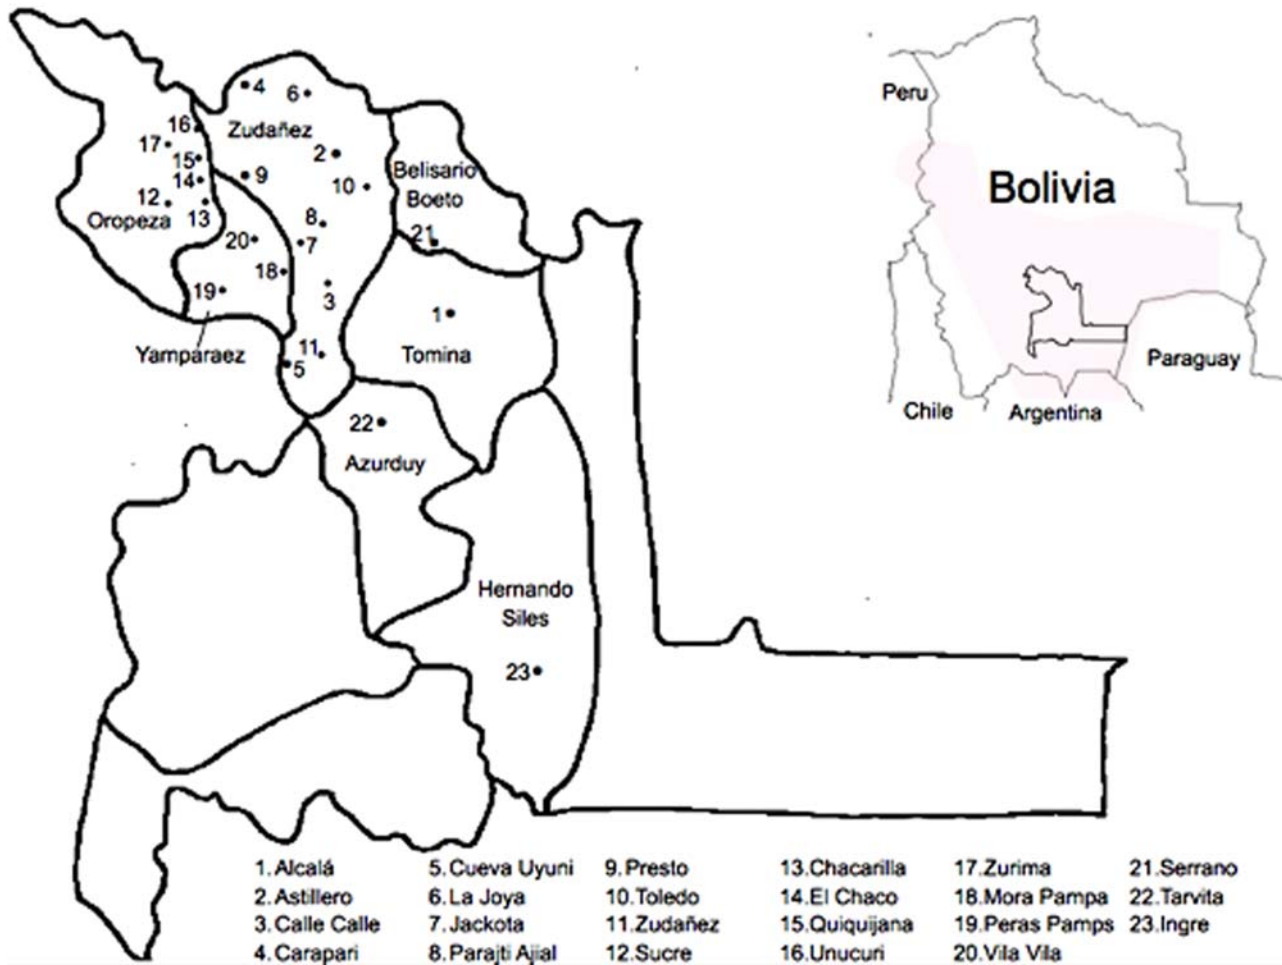 4
6
Peru
Zudañez
16
17
2
15
Belisario
Boeto
9
14
10
Bolivia
12
13
Oropeza
8
21
20
7
18
19
3
1
Yamparaez
11
Tomina
5
Paraguay
Chile
Argentina
22
Azurduy
Hernando
Siles
23
1. Alcalá
2. Astillero
3. Calle Calle
4. Carapari
5. Cueva Uyuni
6. La Joya
7. Jackota
8. Parajti Ajial
9. Presto
10. Toledo
11. Zudañez
12. Sucre
13. Chacarilla
14. El Chaco
15. Quiquijana
16. Unucuri
17. Zurima
18. Mora Pampa
19. Peras Pamps
20. Vila Vila
21. Serrano
22. Tarvita
23. Ingre